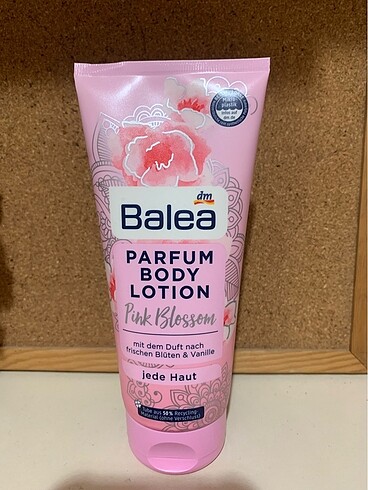 dm
Balea
PARFUM
BODY
LOTION
Pink Blossom
mit dem Duft nach
frischen Blüten & Vanille
jede Haut
Tube aus 58% Recycling-
Material (ohne Verschluss)